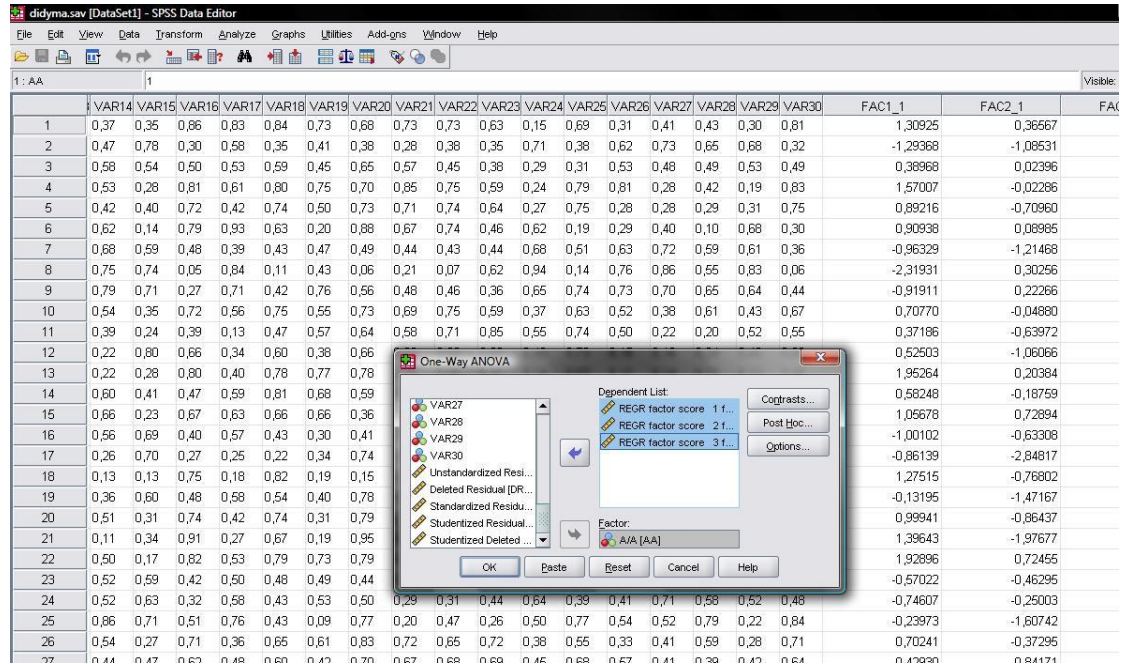 didyma.sav [DataSet1] - SPSS Data Editor
File Edit View Data Transform Analyze Graphs Utilities Add-ons Window Help
1 : AA 1 Visible:
VAR14 VAR15 VAR16 VAR17 VAR18 VAR19 VAR20 VAR21 VAR22 VAR23 VAR24 VAR25 VAR26 VAR27 VAR28 VAR29 VAR30 FAC1_1 FAC2_1 FAC
1 0,37 0,35 0,86 0,83 0,84 0,73 0,68 0,73 0,73 0,63 0,15 0,69 0,31 0,41 0,43 0,30 0,81 1,30925 0,36567
2 0,47 0,78 0,30 0,58 0,35 0,41 0,38 0,28 0,38 0,35 0,71 0,38 0,62 0,73 0,65 0,68 0,32 -1,29368 -1,08531
3 0,58 0,54 0,50 0,53 0,59 0,45 0,65 0,57 0,45 0,38 0,29 0,31 0,53 0,48 0,49 0,53 0,49 0,38968 0,02396
4 0,53 0,28 0,81 0,61 0,80 0,75 0,70 0,85 0,75 0,59 0,24 0,79 0,81 0,28 0,42 0,19 0,83 1,57007 -0,02286
5 0,42 0,40 0,72 0,42 0,74 0,50 0,73 0,71 0,74 0,64 0,27 0,75 0,28 0,28 0,29 0,31 0,75 0,89216 -0,70960
6 0,62 0,14 0,79 0,93 0,63 0,20 0,88 0,67 0,74 0,46 0,62 0,19 0,29 0,40 0,10 0,68 0,30 0,90938 0,08985
7 0,68 0,59 0,48 0,39 0,43 0,47 0,49 0,44 0,43 0,44 0,68 0,51 0,63 0,72 0,59 0,61 0,36 -0,96329 -1,21468
8 0,75 0,74 0,05 0,84 0,11 0,43 0,06 0,21 0,07 0,62 0,94 0,14 0,76 0,86 0,55 0,83 0,06 -2,31931 0,30256
9 0,79 0,71 0,27 0,71 0,42 0,76 0,56 0,48 0,46 0,36 0,65 0,74 0,73 0,70 0,65 0,64 0,44 -0,91911 0,22266
10 0,54 0,35 0,72 0,56 0,75 0,55 0,73 0,69 0,75 0,59 0,37 0,63 0,52 0,38 0,61 0,43 0,67 0,70770 -0,04880
11 0,39 0,24 0,39 0,13 0,47 0,57 0,64 0,58 0,71 0,85 0,55 0,74 0,50 0,22 0,20 0,52 0,55 0,37186 -0,63972
12 0,22 0,80 0,66 0,34 0,60 0,38 0,66 0,52503 -1,06066
13 0,22 0,28 0,80 0,40 0,78 0,77 0,78 1,95264 0,20384
14 0,60 0,41 0,47 0,59 0,81 0,68 0,59 0,58248 -0,18759
15 0,66 0,23 0,67 0,63 0,66 0,66 0,36 1,05678 0,72894
16 0,56 0,69 0,40 0,57 0,43 0,30 0,41 -1,00102 -0,63308
17 0,26 0,70 0,27 0,25 0,22 0,34 0,74 -0,86139 -2,84817
18 0,13 0,13 0,75 0,18 0,82 0,19 0,15 1,27515 -0,76802
19 0,36 0,60 0,48 0,58 0,54 0,40 0,78 -0,13195 -1,47167
20 0,51 0,31 0,74 0,42 0,74 0,31 0,79 0,99941 -0,86437
21 0,11 0,34 0,91 0,27 0,67 0,19 0,95 1,39643 -1,97677
22 0,50 0,17 0,82 0,53 0,79 0,73 0,79 1,92896 0,72455
23 0,52 0,59 0,42 0,50 0,48 0,49 0,44 -0,57022 -0,46295
24 0,52 0,63 0,32 0,58 0,43 0,53 0,50 0,29 0,31 0,44 0,64 0,39 0,41 0,71 0,58 0,52 0,48 -0,74607 -0,25003
25 0,86 0,71 0,51 0,76 0,43 0,09 0,77 0,20 0,47 0,26 0,50 0,77 0,54 0,52 0,79 0,22 0,84 -0,23973 -1,60742
26 0,54 0,27 0,71 0,36 0,65 0,61 0,83 0,72 0,65 0,72 0,38 0,55 0,33 0,41 0,59 0,28 0,71 0,70241 -0,37295
27 0,44 0,47 0,62 0,48 0,60 0,42 0,70 0,67 0,68 0,69 0,45 0,68 0,57 0,41 0,39 0,42 0,64 0,42930 0,84171
One-Way ANOVA
VAR27
VAR28
VAR29
VAR30
Unstandardized Resi...
Deleted Residual [DR...
Standardized Residu...
Studentized Residual...
Studentized Deleted ...
Dependent List:
REGR factor score 1 f...
REGR factor score 2 f...
REGR factor score 3 f...
Factor:
A/A [AA]
Contrasts...
Post Hoc...
Options...
OK Paste Reset Cancel Help